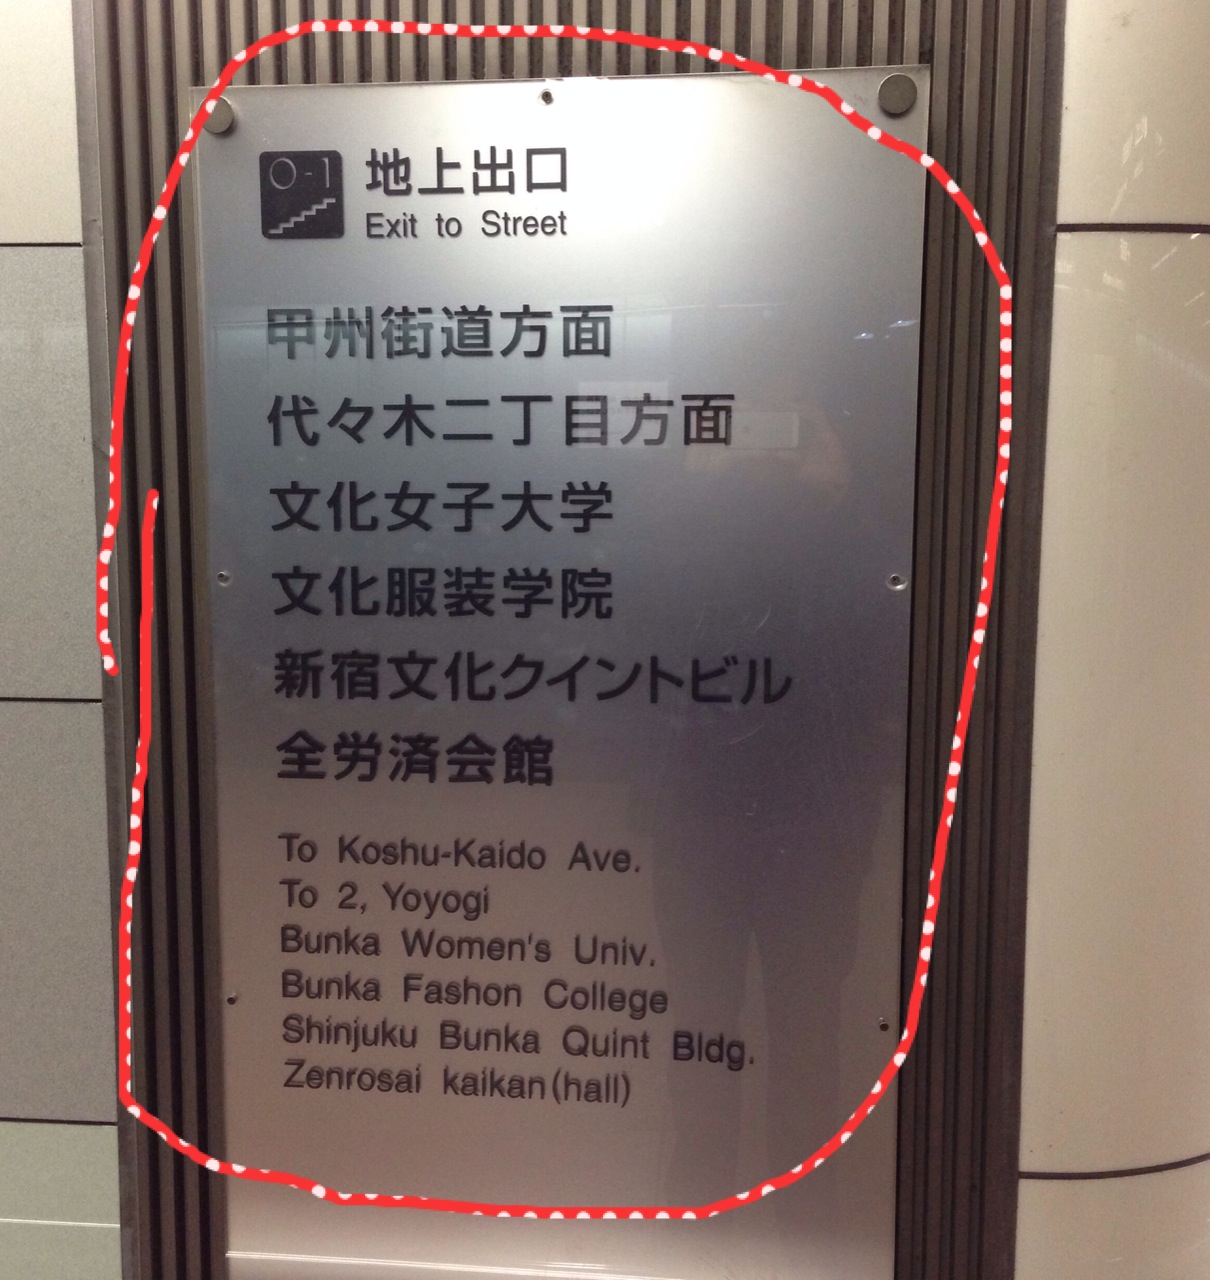 O-1
地上出口
Exit to Street
甲州街道方面
代々木二丁目方面
文化女子大学
文化服装学院
新宿文化クイントビル
全労済会館
To Koshu-Kaido Ave.
To 2, Yoyogi
Bunka Women's Univ.
Bunka Fashon College
Shinjuku Bunka Quint Bldg.
Zenrosai kaikan(hall)